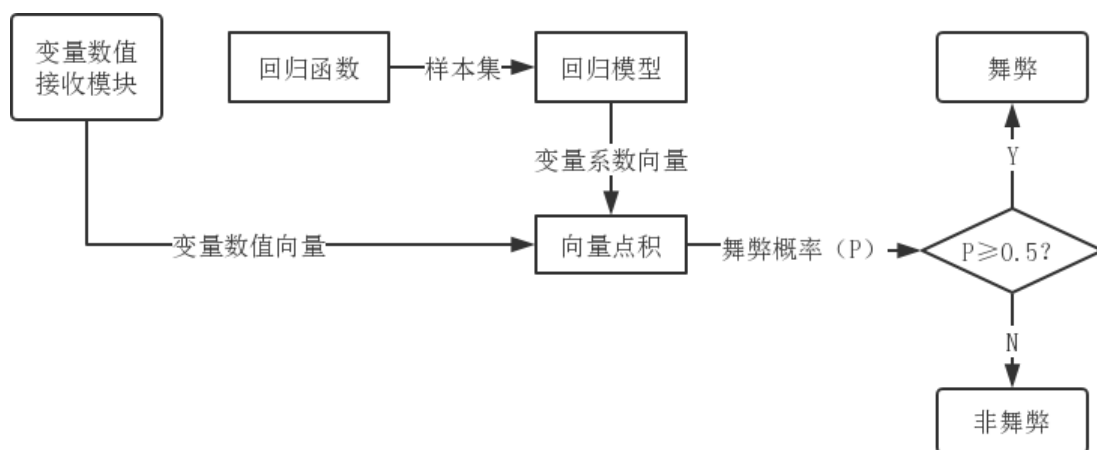 变量数值
接收模块
回归函数
样本集
回归模型
舞弊
变量系数向量
Y
变量数值向量
向量点积
舞弊概率（P）
P≥0.5?
N
非舞弊